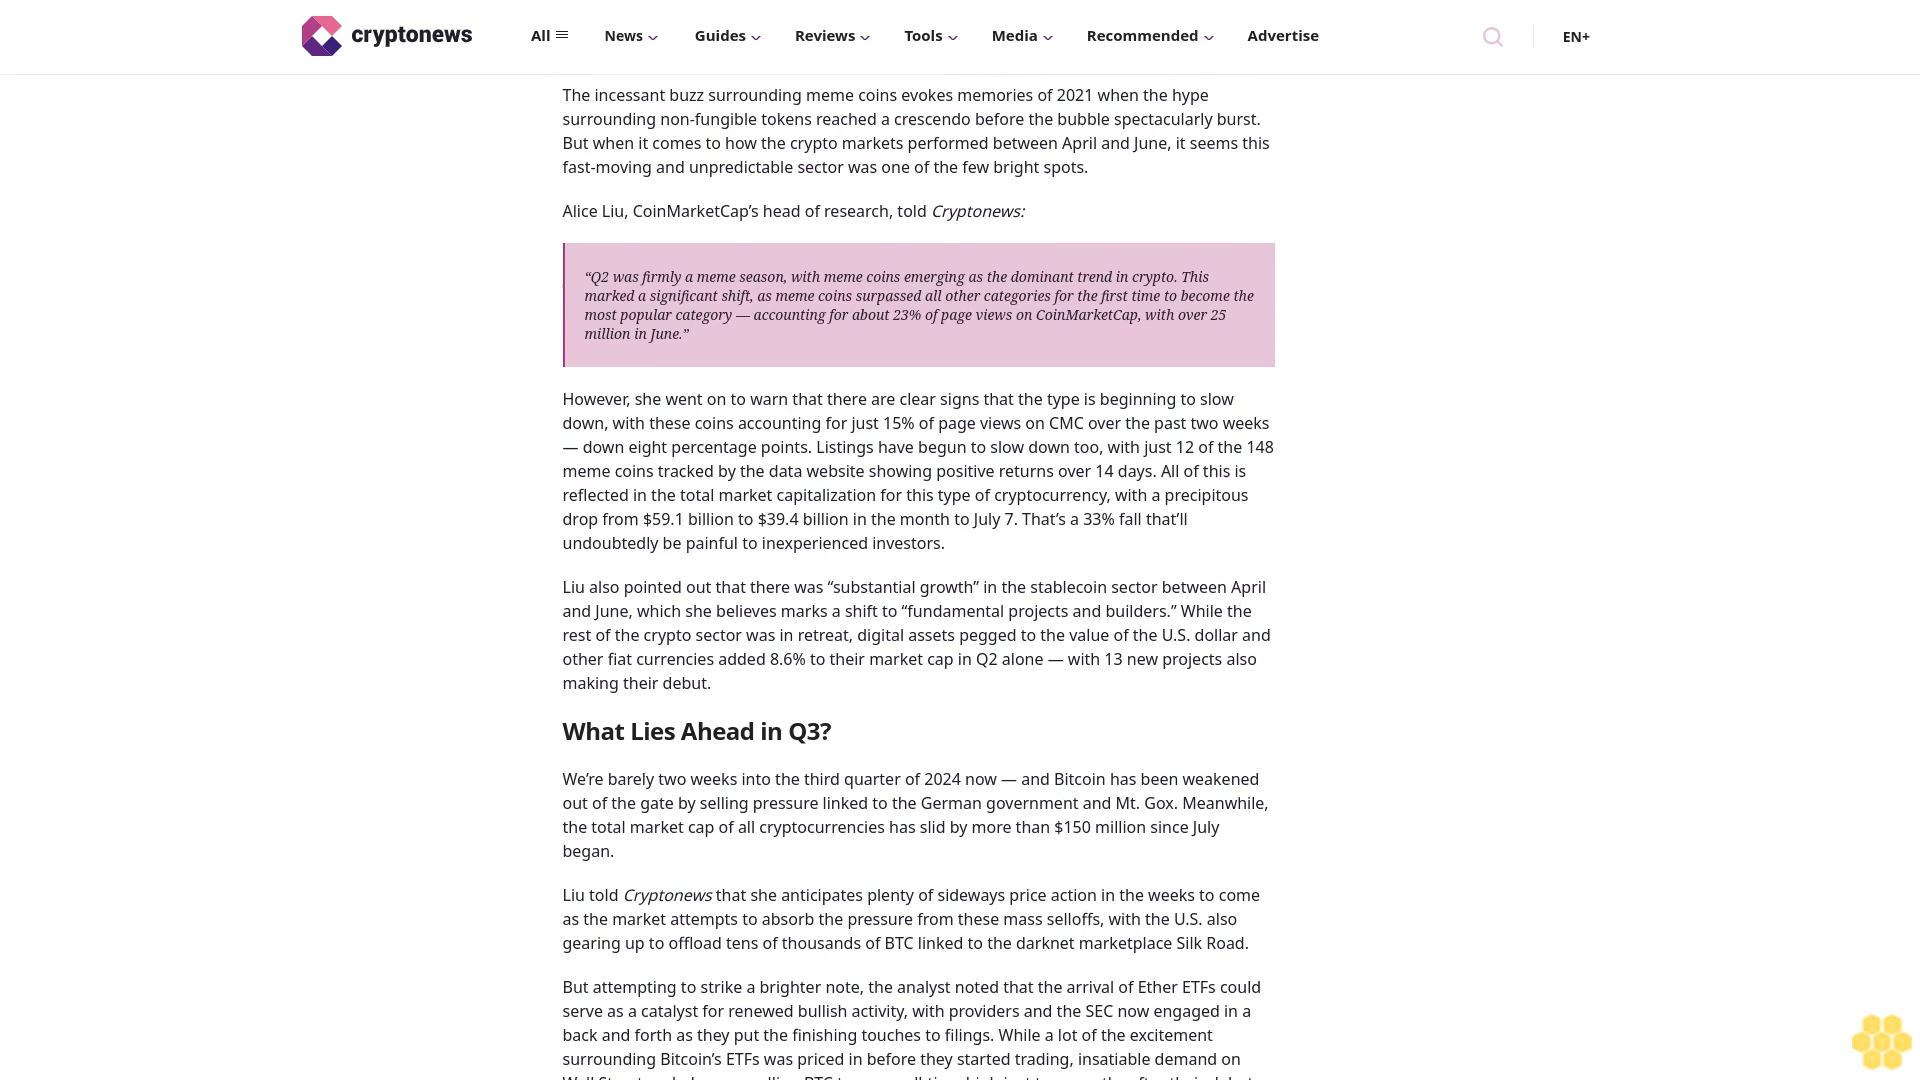 cryptonews
All
News
Guides
Reviews
Tools
Media
Recommended
Advertise
EN+
The incessant buzz surrounding meme coins evokes memories of 2021 when the hype
surrounding non-fungible tokens reached a crescendo before the bubble spectacularly burst.
But when it comes to how the crypto markets performed between April and June, it seems this
fast-moving and unpredictable sector was one of the few bright spots.
Alice Liu, CoinMarketCap’s head of research, told Cryptonews:
“Q2 was firmly a meme season, with meme coins emerging as the dominant trend in crypto. This
marked a significant shift, as meme coins surpassed all other categories for the first time to become the
most popular category — accounting for about 23% of page views on CoinMarketCap, with over 25
million in June.”
However, she went on to warn that there are clear signs that the type is beginning to slow
down, with these coins accounting for just 15% of page views on CMC over the past two weeks
— down eight percentage points. Listings have begun to slow down too, with just 12 of the 148
meme coins tracked by the data website showing positive returns over 14 days. All of this is
reflected in the total market capitalization for this type of cryptocurrency, with a precipitous
drop from $59.1 billion to $39.4 billion in the month to July 7. That’s a 33% fall that’ll
undoubtedly be painful to inexperienced investors.
Liu also pointed out that there was “substantial growth” in the stablecoin sector between April
and June, which she believes marks a shift to “fundamental projects and builders.” While the
rest of the crypto sector was in retreat, digital assets pegged to the value of the U.S. dollar and
other fiat currencies added 8.6% to their market cap in Q2 alone — with 13 new projects also
making their debut.
What Lies Ahead in Q3?
We’re barely two weeks into the third quarter of 2024 now — and Bitcoin has been weakened
out of the gate by selling pressure linked to the German government and Mt. Gox. Meanwhile,
the total market cap of all cryptocurrencies has slid by more than $150 million since July
began.
Liu told Cryptonews that she anticipates plenty of sideways price action in the weeks to come
as the market attempts to absorb the pressure from these mass selloffs, with the U.S. also
gearing up to offload tens of thousands of BTC linked to the darknet marketplace Silk Road.
But attempting to strike a brighter note, the analyst noted that the arrival of Ether ETFs could
serve as a catalyst for renewed bullish activity, with providers and the SEC now engaged in a
back and forth as they put the finishing touches to filings. While a lot of the excitement
surrounding Bitcoin’s ETFs was priced in before they started trading, insatiable demand on